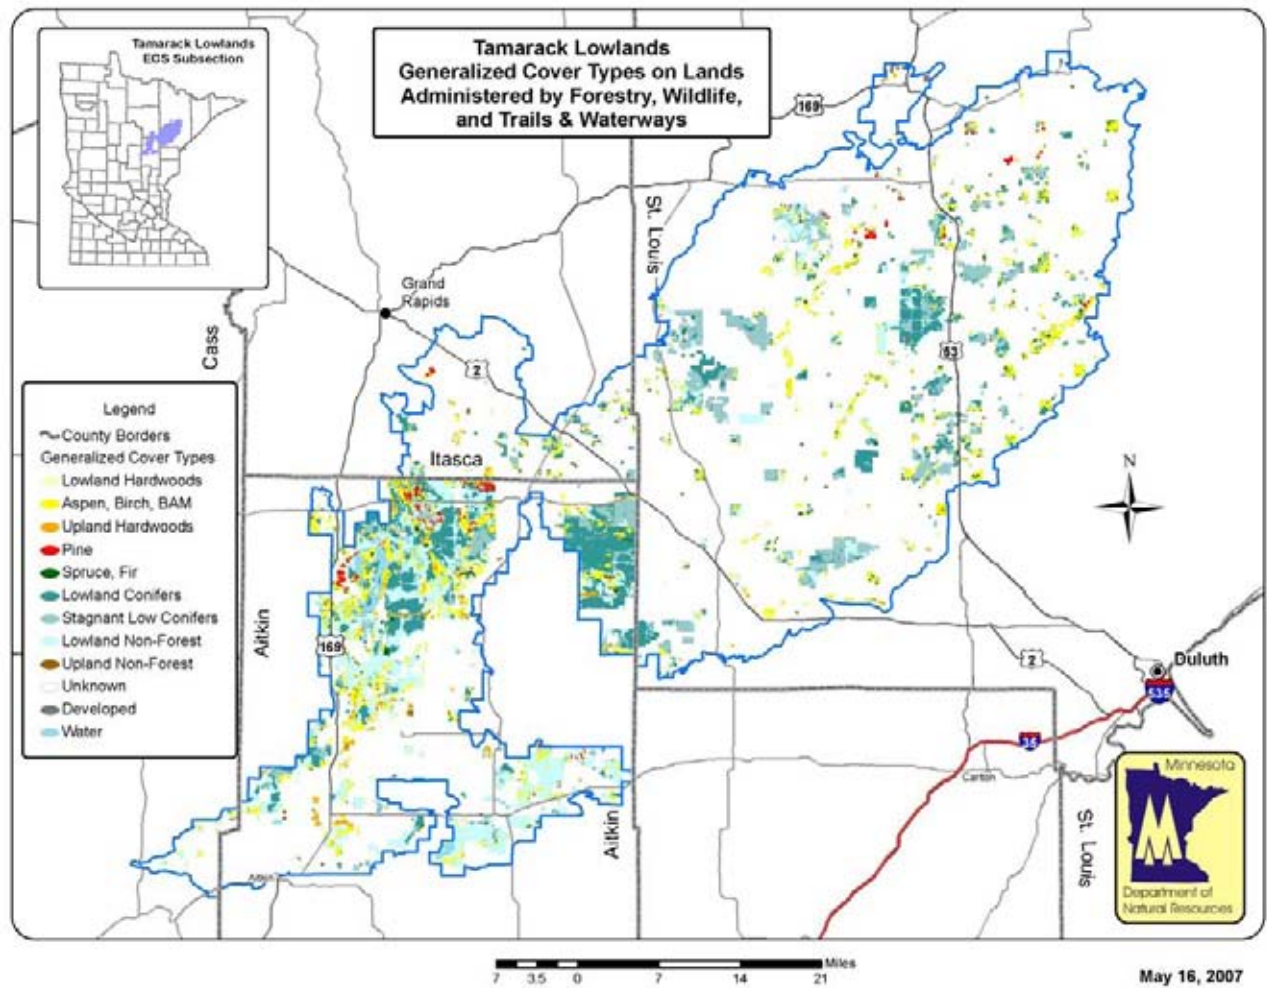 Tamarack Lowlands
ECS Subsection
Tamarack Lowlands
Generalized Cover Types on Lands
Administered by Forestry, Wildlife,
and Trails & Waterways
169
St. Louis
Grand
Rapids
Cass
2
53
Legend
County Borders
Generalized Cover Types
Lowland Hardwoods
Aspen, Birch, BAM
Upland Hardwoods
Pine
Spruce, Fir
Lowland Conifers
Stagnant Low Conifers
Lowland Non-Forest
Upland Non-Forest
Unknown
Developed
Water
Itasca
N
Aitkin
169
2
Duluth
535
35
Carlton
Minnesota
Aitkin
St. Louis
Aitkin
Department of
Natural Resources
Miles
7 3.5 0 7 14 21
May 16, 2007